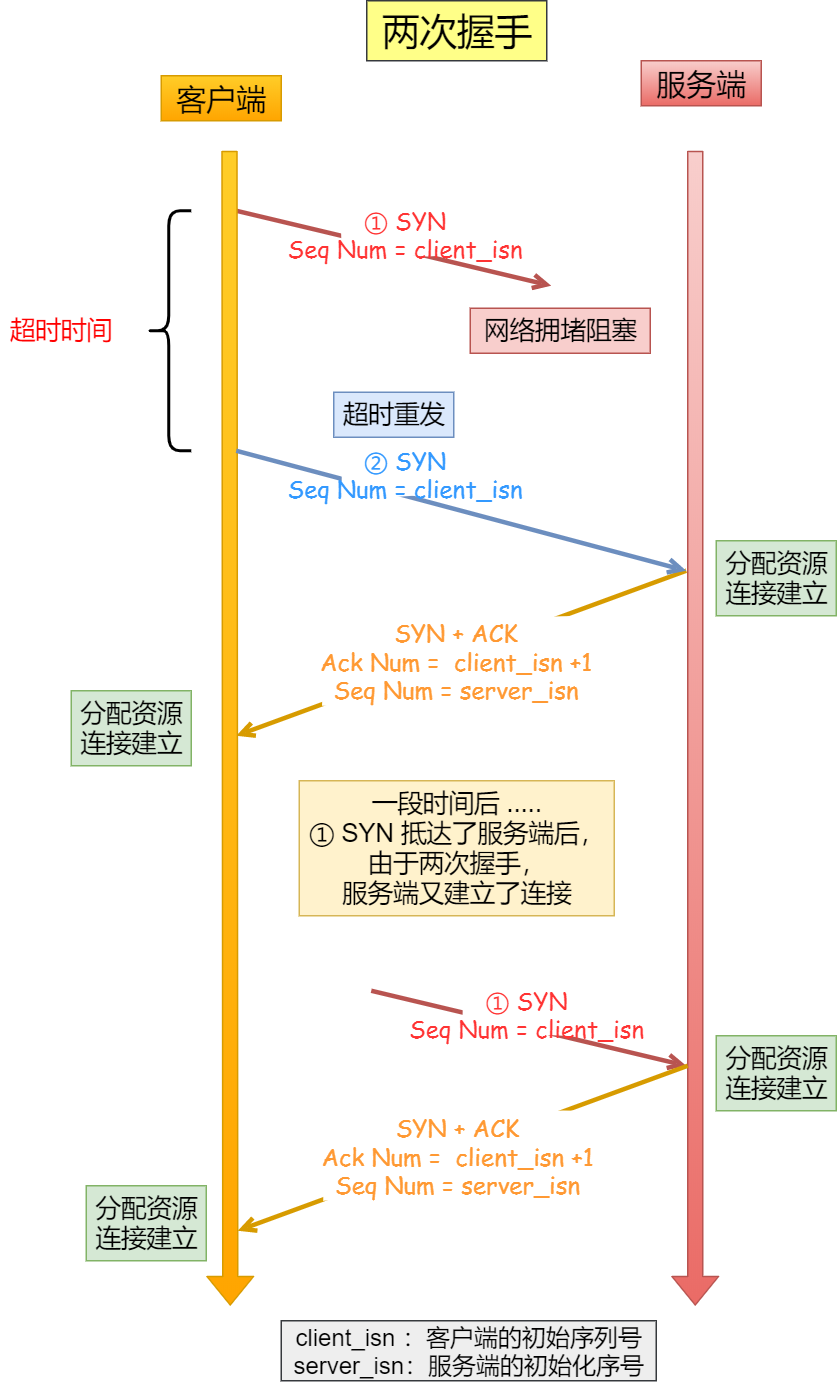 两次握手
客户端
服务端
① SYN
Seq Num = client_isn
网络拥堵阻塞
超时时间
超时重发
② SYN
Seq Num = client_isn
分配资源
连接建立
SYN + ACK
Ack Num = client_isn +1
Seq Num = server_isn
分配资源
连接建立
一段时间后 .....
① SYN 抵达了服务端后，
由于两次握手，
服务端又建立了连接
① SYN
Seq Num = client_isn
分配资源
连接建立
SYN + ACK
Ack Num = client_isn +1
Seq Num = server_isn
分配资源
连接建立
client_isn ：客户端的初始序列号
server_isn：服务端的初始化序号